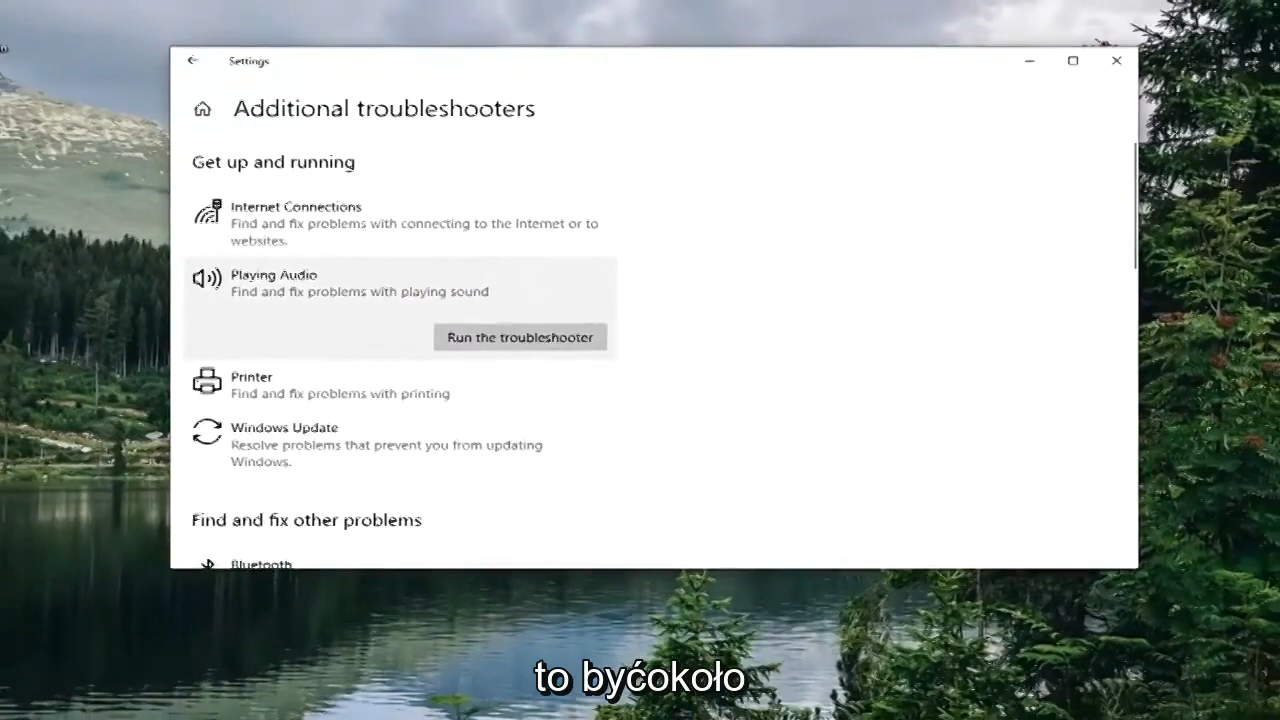 Settings
Additional troubleshooters
Get up and running
Internet Connections
Find and fix problems with connecting to the Internet or to
websites.
Playing Audio
Find and fix problems with playing sound
Run the troubleshooter
Printer
Find and fix problems with printing
Windows Update
Resolve problems that prevent you from updating
Windows.
Find and fix other problems
Bluetooth
to byćokoło